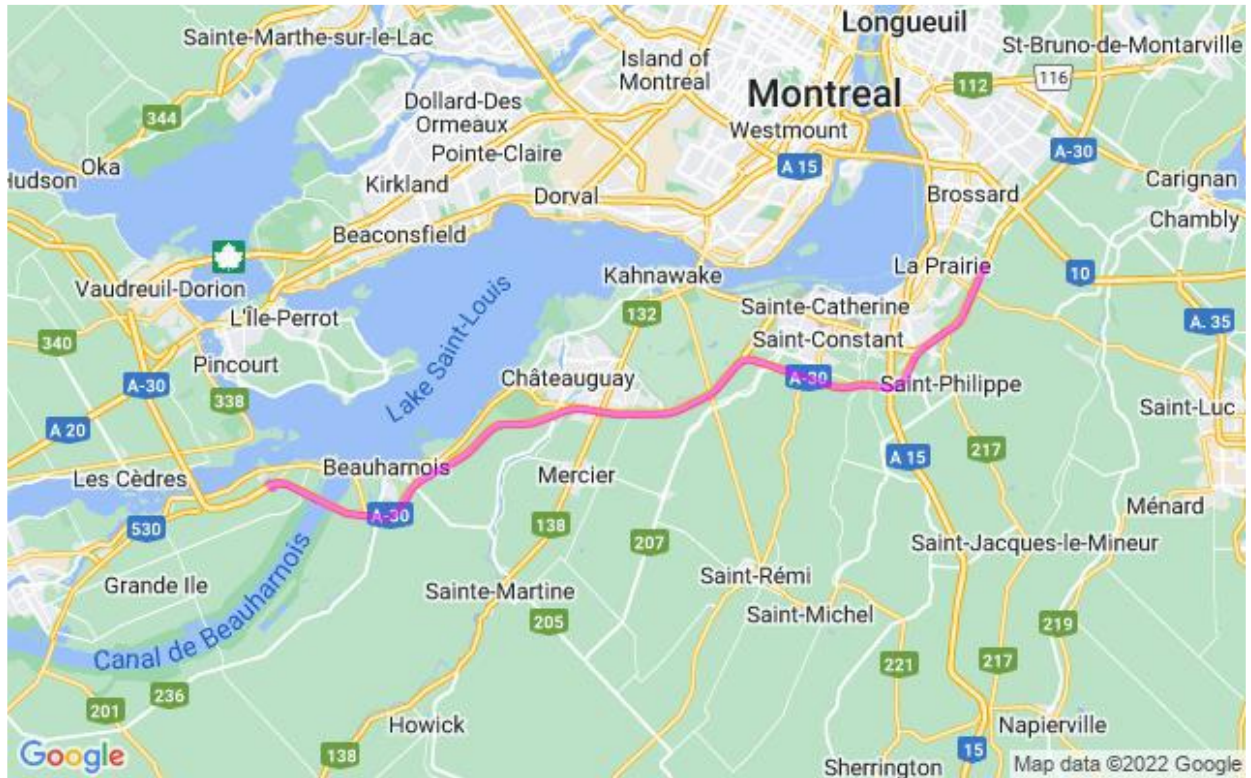 Longueuil
Sainte-Marthe-sur-le-Lac
St-Bruno-de-Montarville
Island of
Montreal
116
112
Montreal
344
Dollard-Des
Ormeaux
Westmount
A-30
Pointe-Claire
Oka
A 15
Hudson
Kirkland
Dorval
Brossard
Carignan
Chambly
Beaconsfield
La Prairie
10
Kahnawake
Vaudreuil-Dorion
Sainte-Catherine
132
L'Île-Perrot
A. 35
340
Saint-Constant
Lake Saint-Louis
Pincourt
Châteauguay
A-30
A-30
Saint-Philippe
338
Saint-Luc
A 20
217
A 15
Beauharnois
Mercier
Les Cèdres
Ménard
A-30
530
138
207
Saint-Jacques-le-Mineur
Grande Ile
Saint-Rémi
Sainte-Martine
Saint-Michel
205
219
Canal de Beauharnois
221
217
236
201
Howick
Napierville
138
15
Google
Sherrington
Map data ©2022 Google